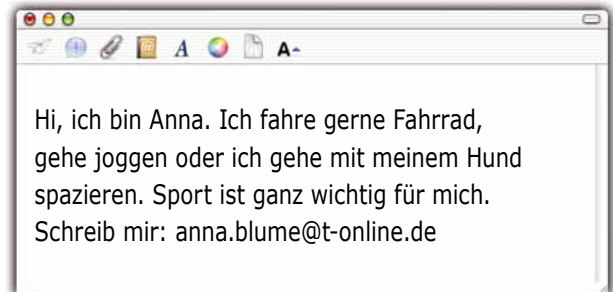 Hi, ich bin Anna. Ich fahre gerne Fahrrad,
gehe joggen oder ich gehe mit meinem Hund
spazieren. Sport ist ganz wichtig für mich.
Schreib mir: anna.blume@t-online.de